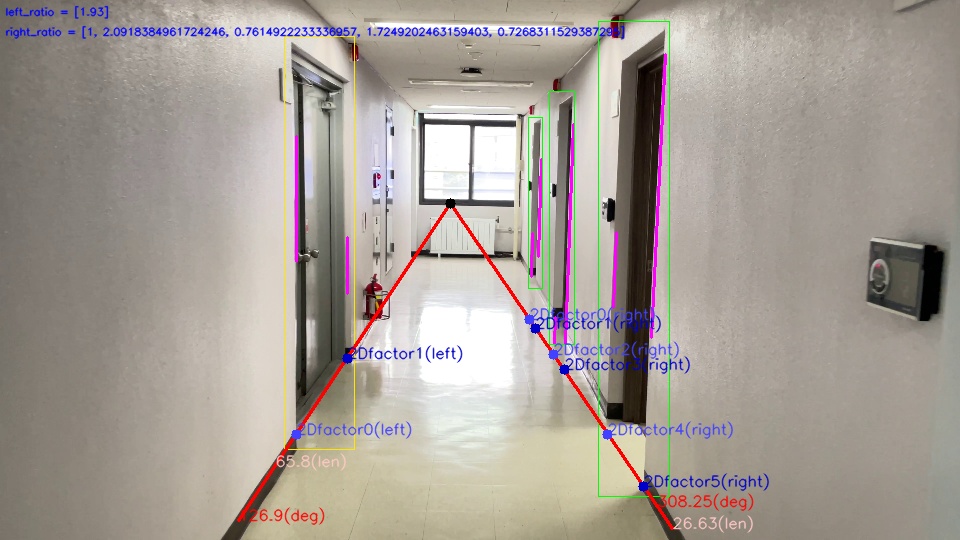 left_ratio = [1.93]
right_ratio = [1, 2.0918384961724246, 0.7614922233336957, 1.7249202463159403, 0.726831152938729
2Dfactor0(right)
2Dfactor1(right)
2Dfactor2(right)
2Dfactor1(left)
2Dfactor3(right)
2Dfactor0(left)
2Dfactor4(right)
65.8(len)
2Dfactor5(right)
308.25(deg)
26.9(deg)
26.63(len)